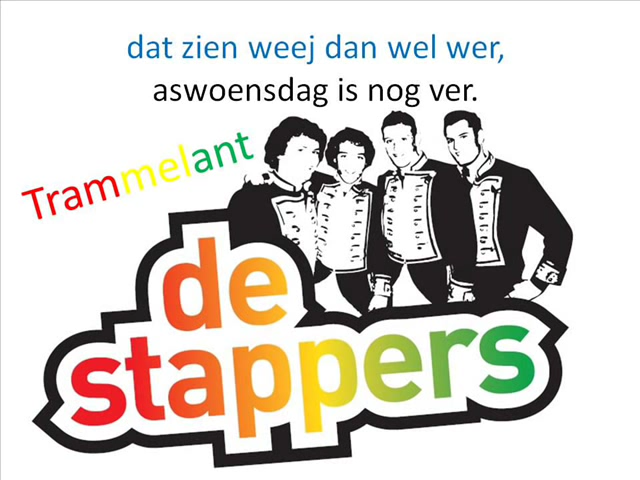 dat zien weej dan wel wer,
aswoensdag is nog ver.
Trammelant
de
stappers